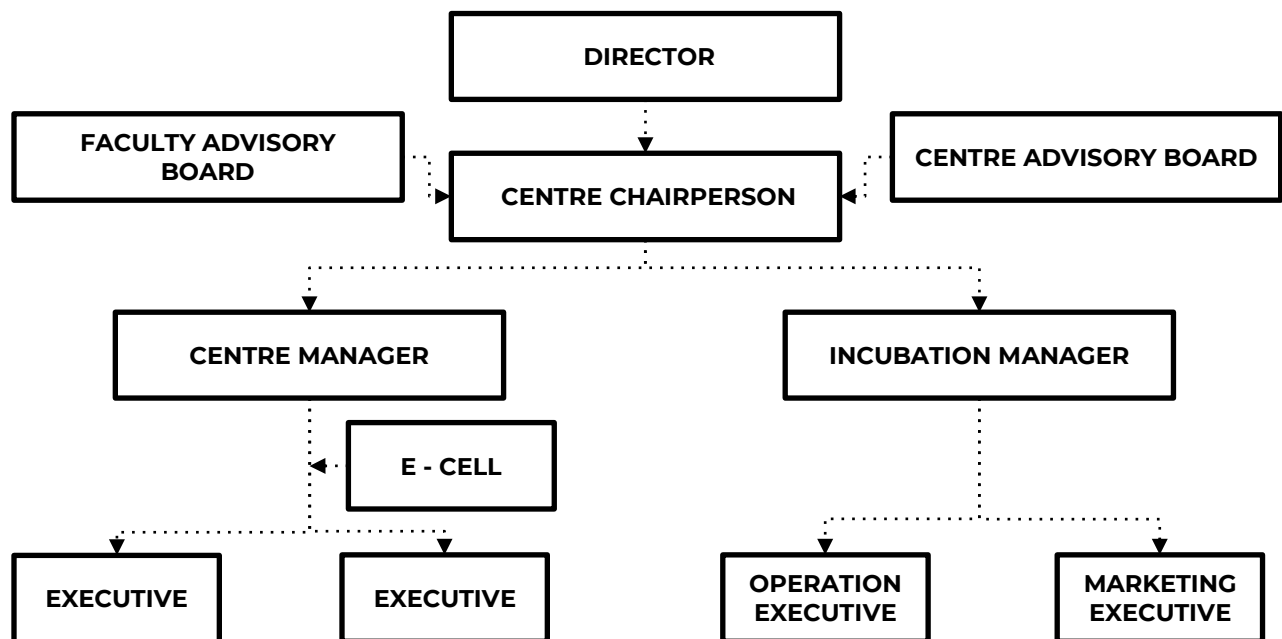 DIRECTOR
FACULTY ADVISORY
BOARD
CENTRE ADVISORY BOARD
CENTRE CHAIRPERSON
CENTRE MANAGER
INCUBATION MANAGER
E - CELL
EXECUTIVE
EXECUTIVE
OPERATION
EXECUTIVE
MARKETING
EXECUTIVE